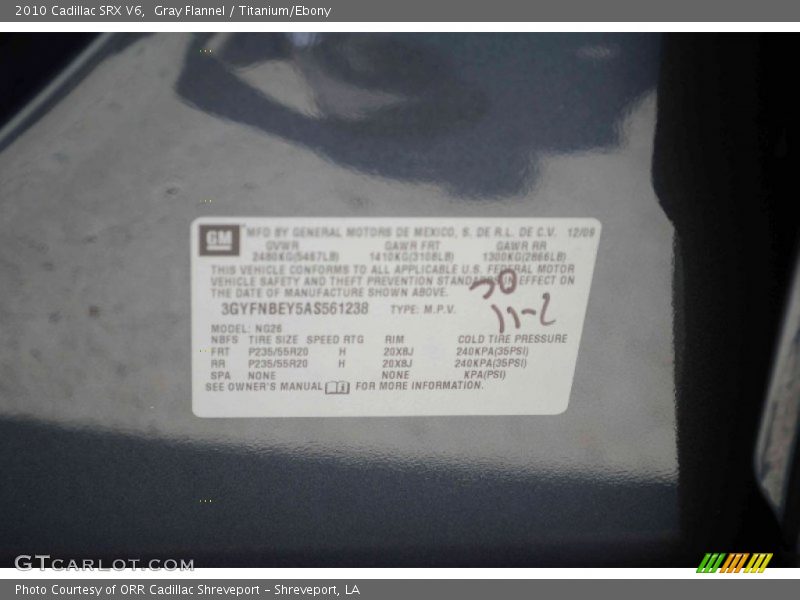 2010 Cadillac SRX V6,  Gray Flannel / Titanium/Ebony
GM MFD BY GENERAL MOTORS DE MEXICO, S. DE R.L. DE C.V. 12/09
GVWR GAWR FRT GAWR RR
2480KG(5467LB) 1410KG(3108LB) 1300KG(2866LB)
THIS VEHICLE CONFORMS TO ALL APPLICABLE U.S. FEDERAL MOTOR
VEHICLE SAFETY AND THEFT PREVENTION STANDARDS IN EFFECT ON
THE DATE OF MANUFACTURE SHOWN ABOVE.
3GYFNBEY5AS561238 TYPE: M.P.V.
11-2
MODEL: NG26
NBFS TIRE SIZE SPEED RTG RIM COLD TIRE PRESSURE
FRT P235/55R20 H 20X8J 240KPA(35PSI)
RR P235/55R20 H 20X8J 240KPA(35PSI)
SPA NONE NONE KPA(PSI)
SEE OWNER'S MANUAL FOR MORE INFORMATION.
GTCARLOT.COM
Photo Courtesy of ORR Cadillac Shreveport - Shreveport, LA